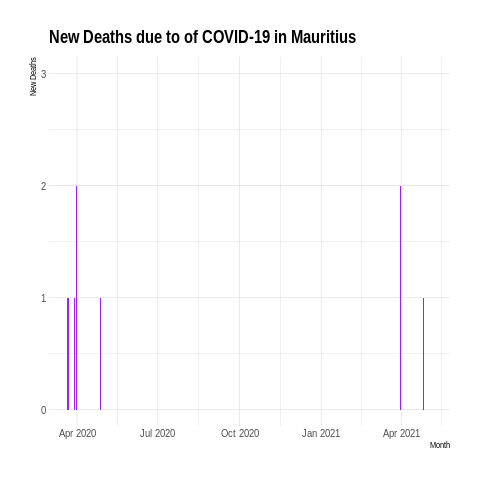 New Deaths due to of COVID-19 in Mauritius
New Deaths
3
2
1
0
Apr 2020 Jul 2020 Oct 2020 Jan 2021 Apr 2021
Month